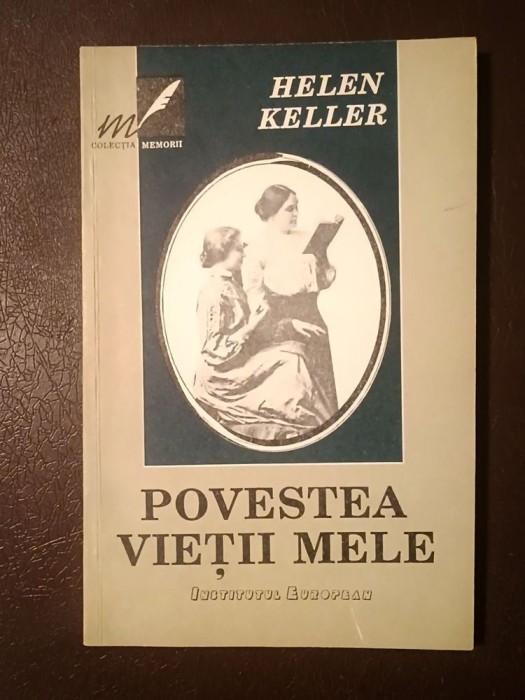 HELEN
KELLER
m
COLECȚIA MEMORII
POVESTEA
VIEȚII MELE
INSTITUTUL EUROPEAN